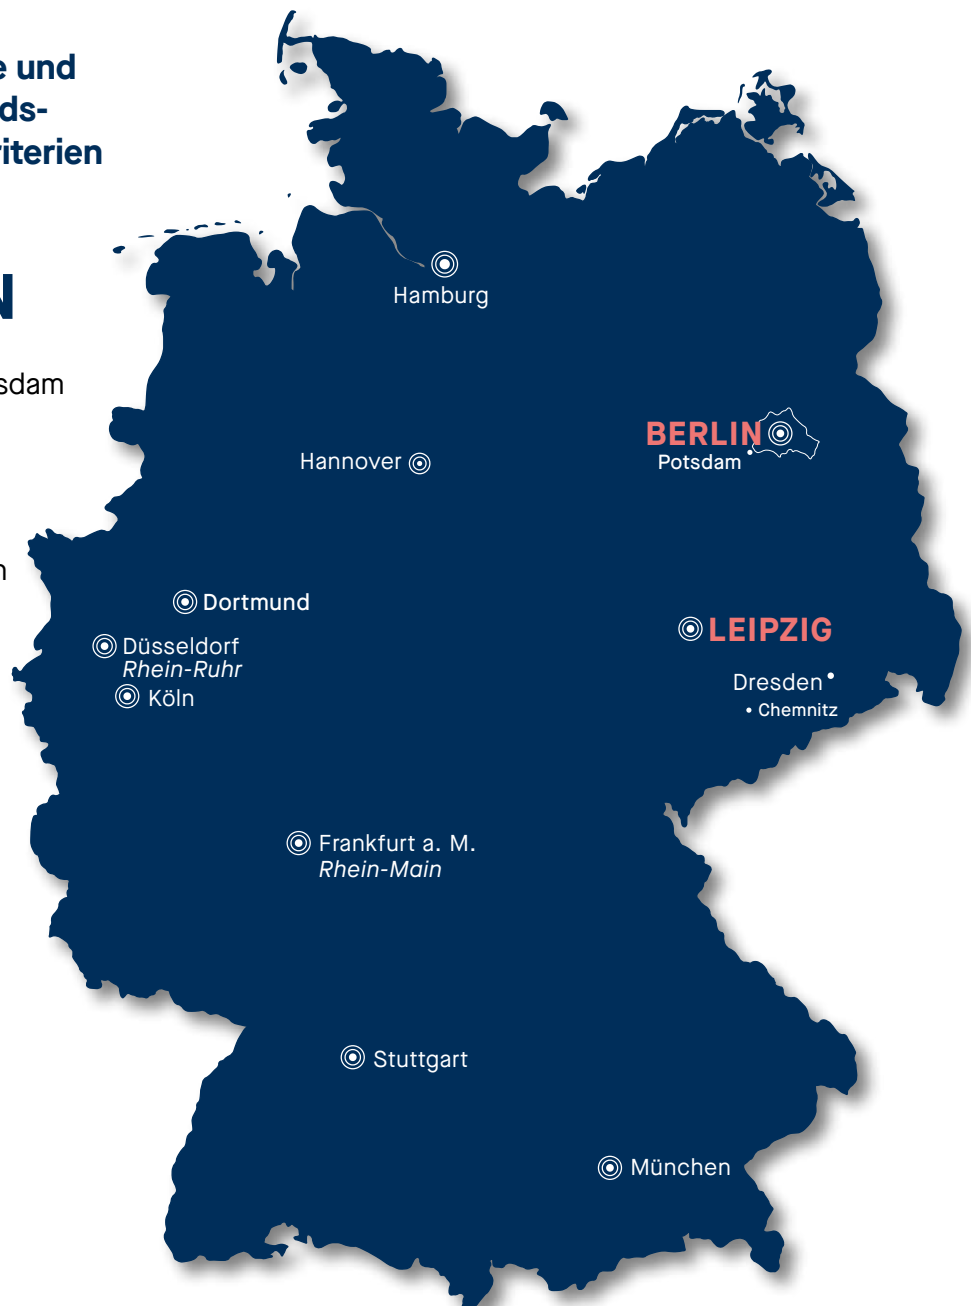 e und
ds-
riterien
N
sdam
n
Hamburg
BERLIN
Potsdam
Hannover
Dortmund
LEIPZIG
Düsseldorf
Rhein-Ruhr
Köln
Dresden
Chemnitz
Frankfurt a. M.
Rhein-Main
Stuttgart
München